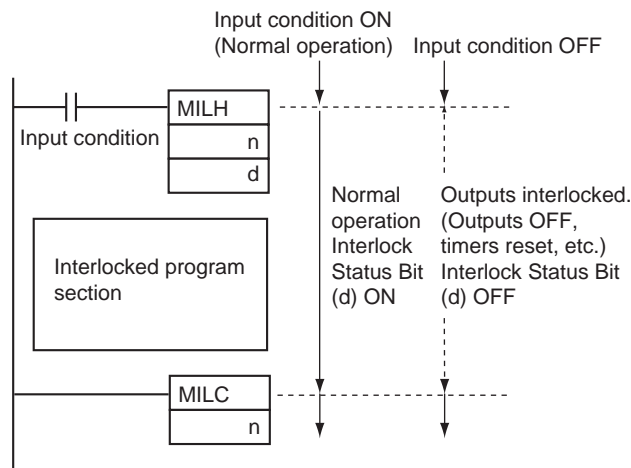 Input condition ON
(Normal operation)
Input condition OFF
MILH
Input condition
n
d
Normal
operation
Interlock
Status Bit
(d) ON
Outputs interlocked.
(Outputs OFF,
timers reset, etc.)
Interlock Status Bit
(d) OFF
Interlocked program
section
MILC
n